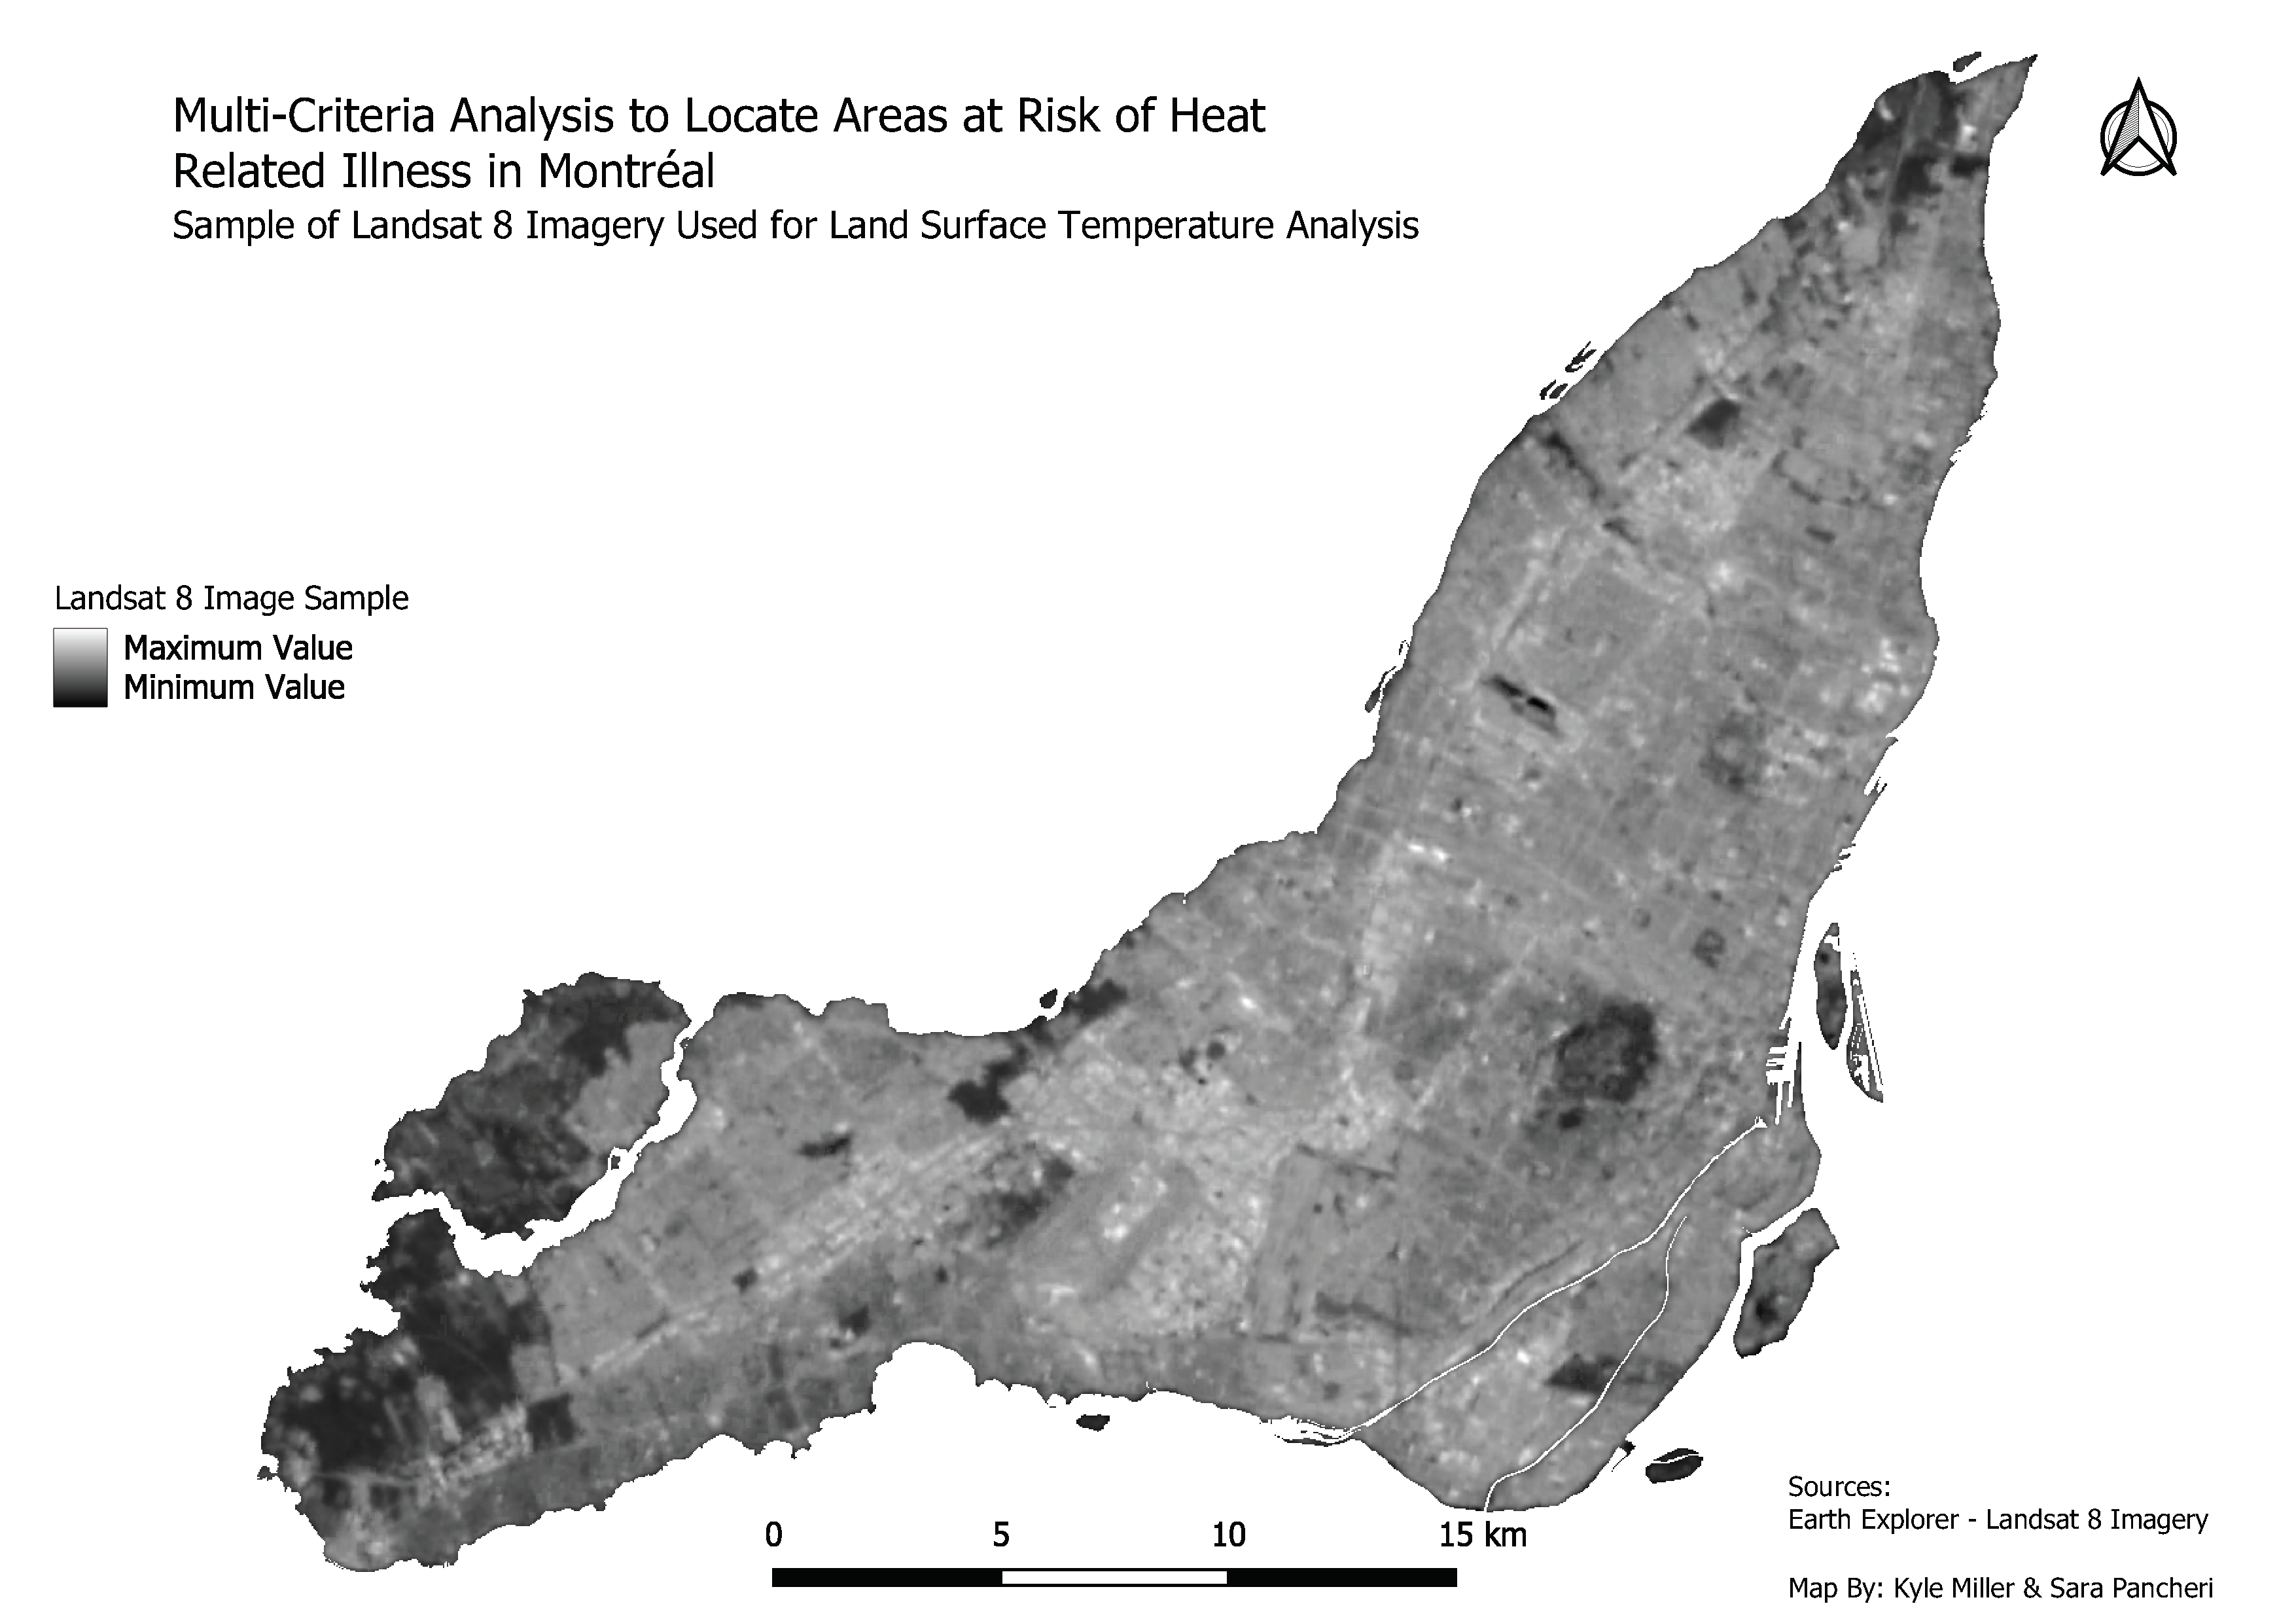 Multi-Criteria Analysis to Locate Areas at Risk of Heat
Related Illness in Montréal
Sample of Landsat 8 Imagery Used for Land Surface Temperature Analysis
Landsat 8 Image Sample
Maximum Value
Minimum Value
0 5 10 15 km
Sources:
Earth Explorer - Landsat 8 Imagery
Map By: Kyle Miller & Sara Pancheri